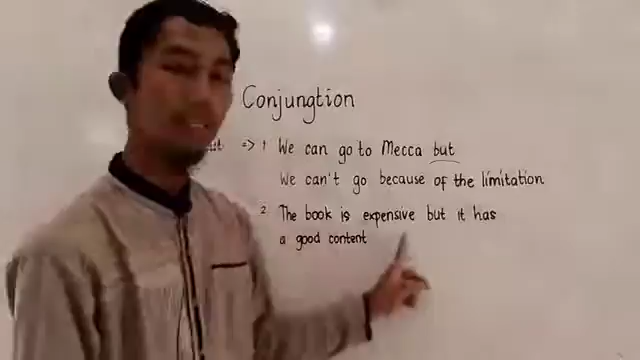 Conjungtion
=> 1 We can go to Mecca but
We can't go because of the limitation
2 The book is expensive but it has
a good content